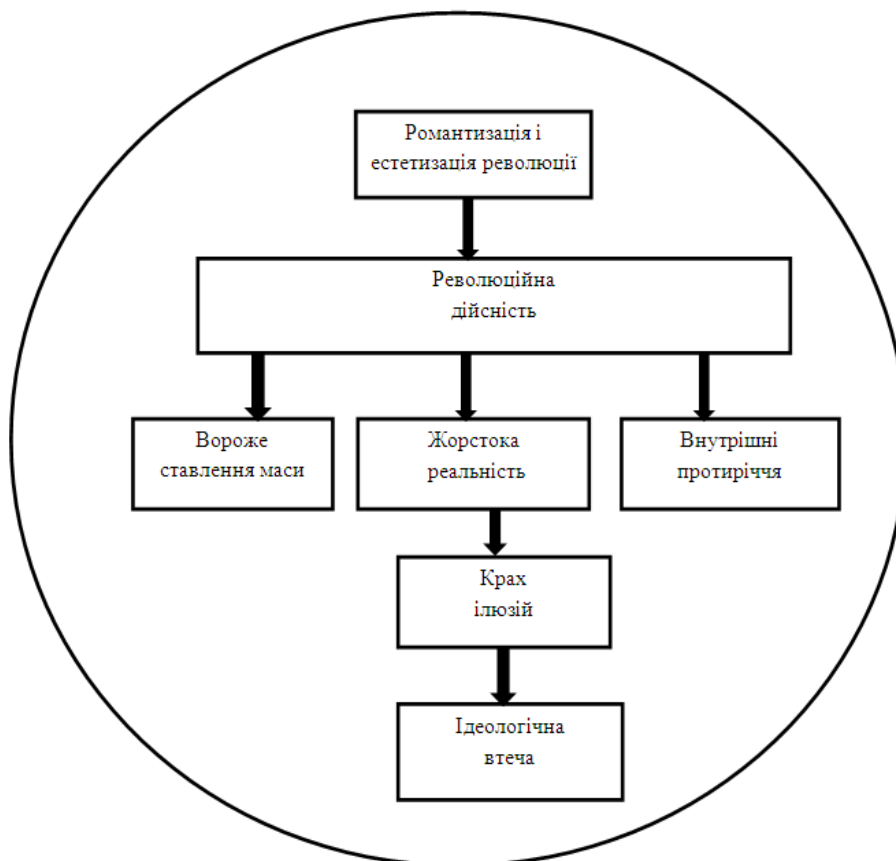 Романтизація і
естетизація революції
Революційна
дійсність
Вороже
ставлення маси
Жорстока
реальність
Внутрішні
протиріччя
Крах
ілюзій
Ідеологічна
втеча